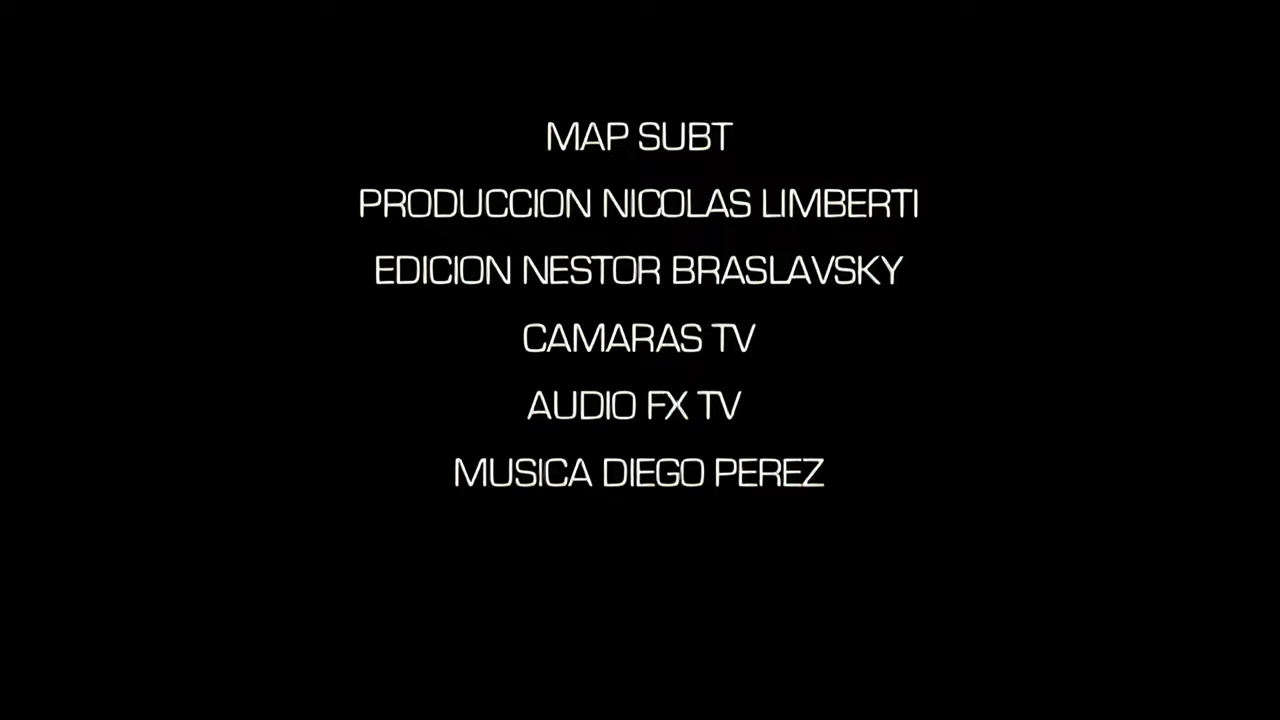 MAP SUBT
PRODUCCION NICOLAS LIMBERTI
EDICION NESTOR BRASLAVSKY
CAMARAS TV
AUDIO FX TV
MUSICA DIEGO PEREZ